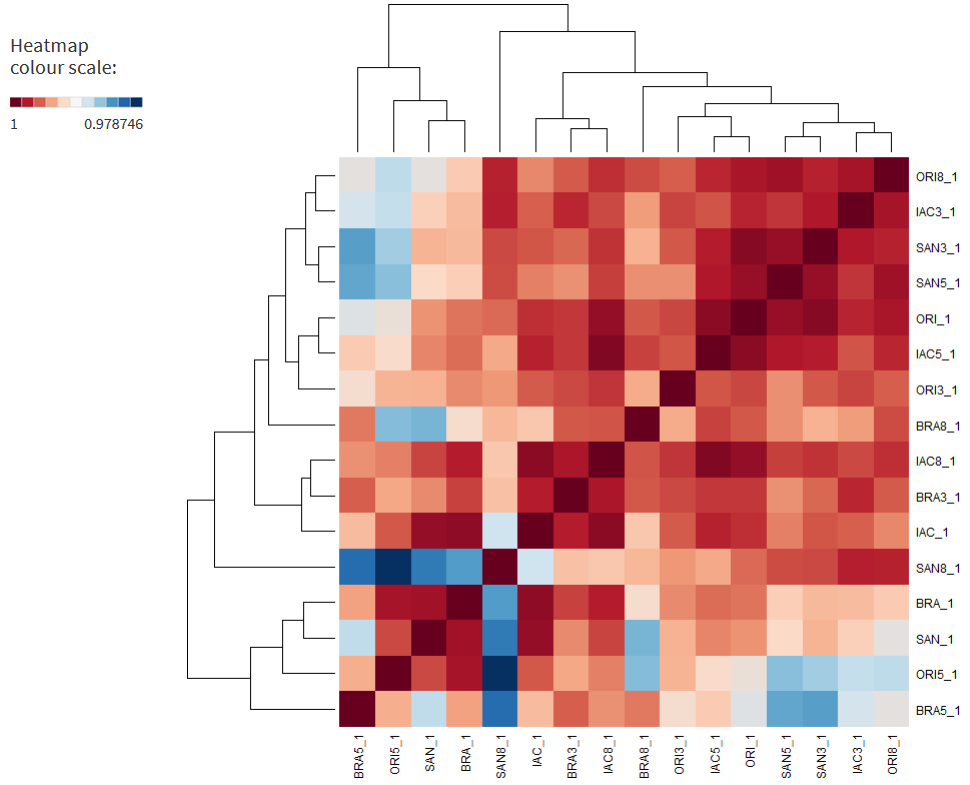 Heatmap
colour scale:
1 0.978746
ORI8_1
IAC3_1
SAN3_1
SAN5_1
ORI_1
IAC5_1
ORI3_1
BRA8_1
IAC8_1
BRA3_1
IAC_1
SAN8_1
BRA_1
SAN_1
ORI5_1
BRA5_1
BRA5_1
ORI5_1
SAN_1
BRA_1
SAN8_1
IAC_1
BRA3_1
IAC8_1
BRA8_1
ORI3_1
IAC5_1
ORI_1
SAN5_1
SAN3_1
IAC3_1
ORI8_1